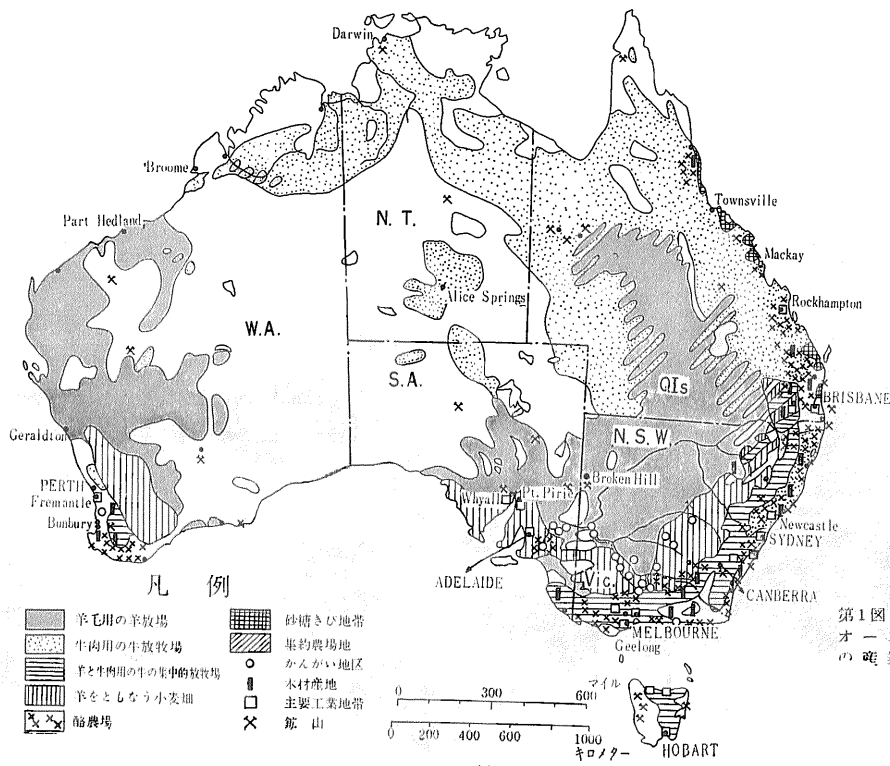 Darwin
Broome
Townsville
Part Hedland
N. T.
Mackay
Alice Springs
Rockhampton
W.A.
S.A.
Qls
BRISBANE
Geraldton
N.S.W.
Broken Hill
PERTH
Whyall
Pt. Pirie
Fremantle
Newcastle
Bunbury
SYDNEY
Vic.
ADELAIDE
CANBERRA
MELBOURNE
Geelong
HOBART
凡 例
羊毛用の羊放場
牛肉用の牛放牧場
羊と牛肉用の牛の集中的放牧場
羊をともなう小麦畑
酪農場
砂糖きび地帯
集約農場地
かんがい地区
木材産地
主要工業地帯
鉱 山
マイル
0 300 600
0 200 400 600 1000
キロメター
第1図
オー
の産